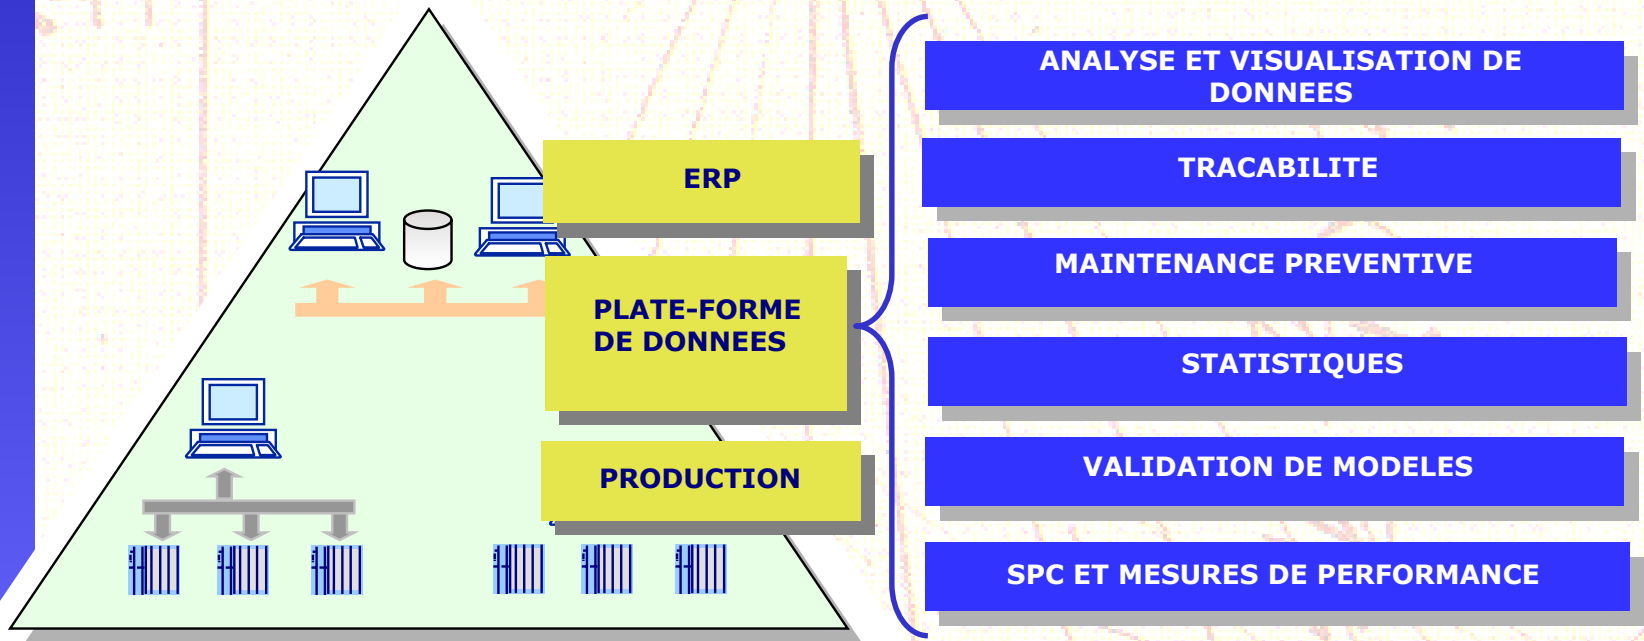 ERP
PLATE-FORME
DE DONNEES
PRODUCTION
ANALYSE ET VISUALISATION DE
DONNEES
TRACABILITE
MAINTENANCE PREVENTIVE
STATISTIQUES
VALIDATION DE MODELES
SPC ET MESURES DE PERFORMANCE